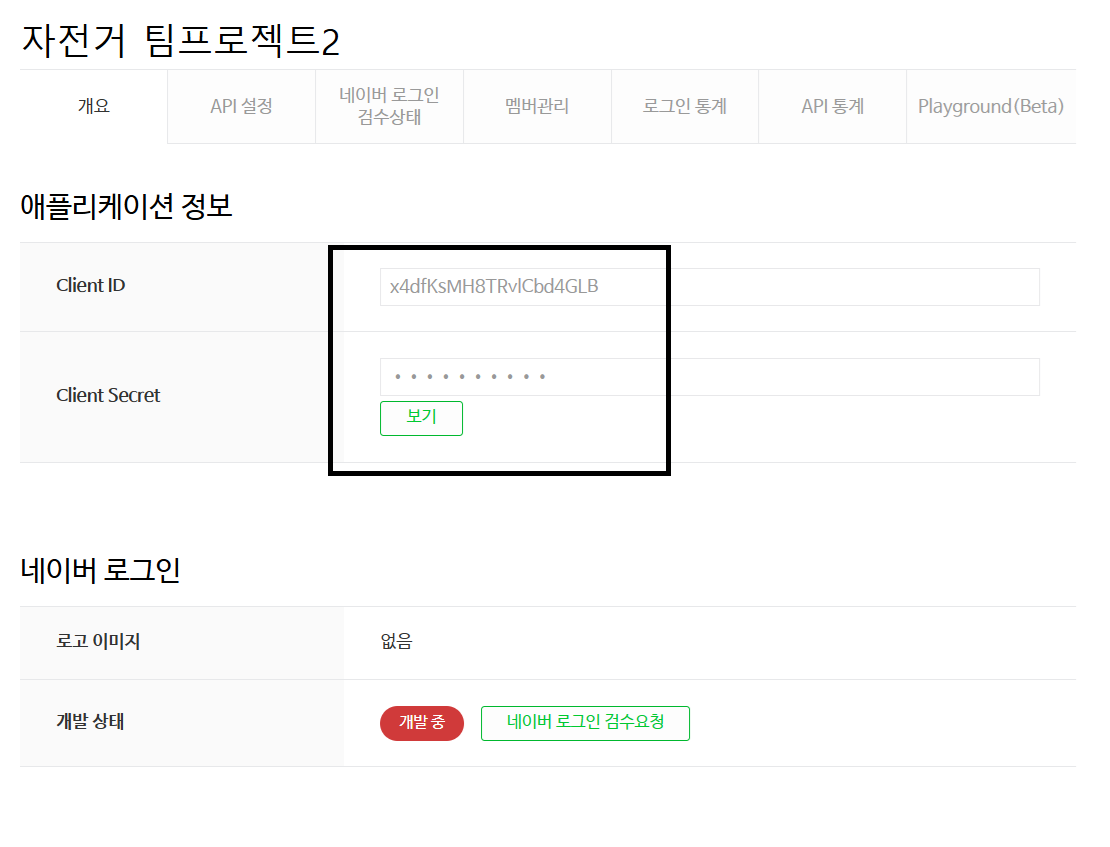 자전거 팀프로젝트2
개요
API 설정
네이버 로그인
검수상태
멤버관리
로그인 통계
API 통계
Playground(Beta)
애플리케이션 정보
Client ID
x4dfKsMH8TRvlCbd4GLB
Client Secret
• • • • • • • • • •
보기
네이버 로그인
로고 이미지
없음
개발 상태
개발 중
네이버 로그인 검수요청